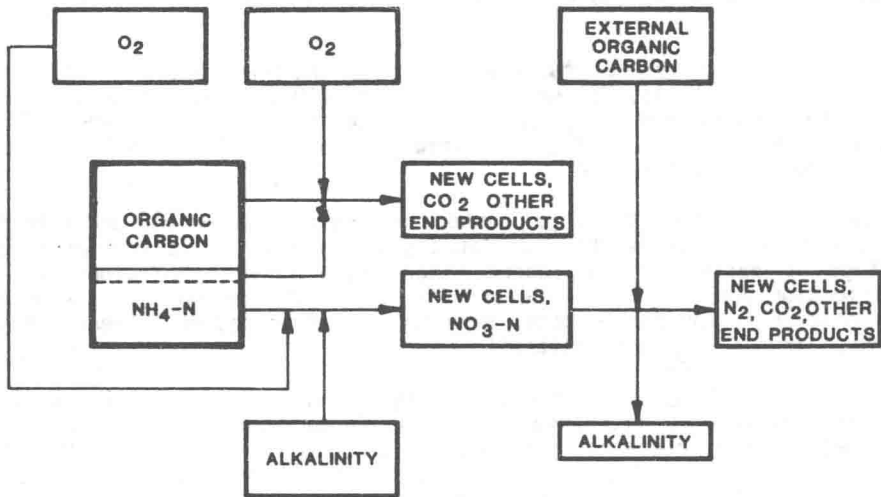 O2
O2
EXTERNAL
ORGANIC
CARBON
ORGANIC
CARBON
NH4-N
NEW CELLS,
CO2 OTHER
END PRODUCTS
NEW CELLS,
NO3-N
NEW CELLS,
N2, CO2, OTHER
END PRODUCTS
ALKALINITY
ALKALINITY